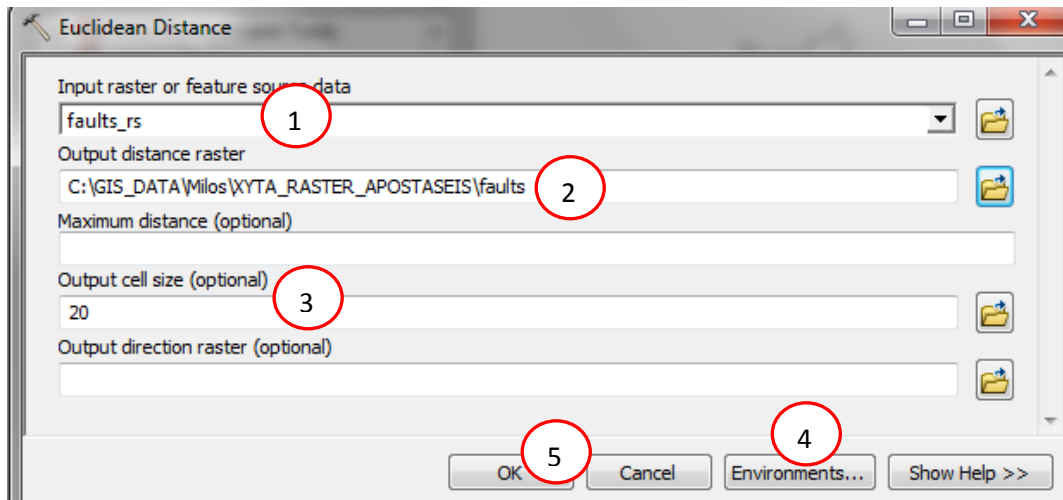 Euclidean Distance
Input raster or feature source data
faults_rs
1
Output distance raster
C:\GIS_DATA\Milos\XYTA_RASTER_APOSTASEIS\faults
2
Maximum distance (optional)
Output cell size (optional)
3
20
Output direction raster (optional)
4
5
OK Cancel Environments... Show Help >>